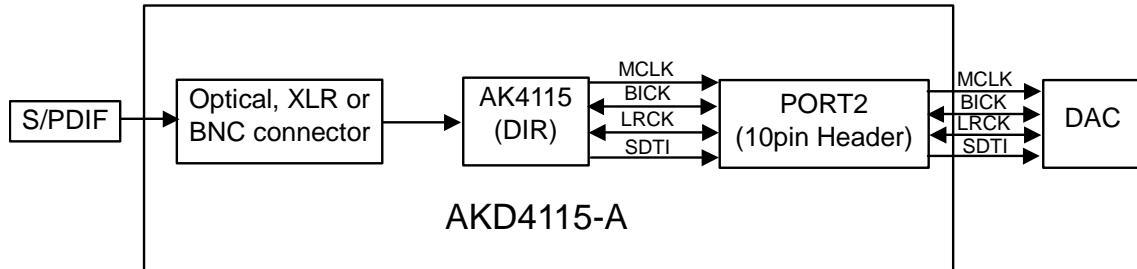 S/PDIF
Optical, XLR or
BNC connector
AK4115
(DIR)
MCLK
BICK
LRCK
SDTI
PORT2
(10pin Header)
MCLK
BICK
LRCK
SDTI
DAC
AKD4115-A